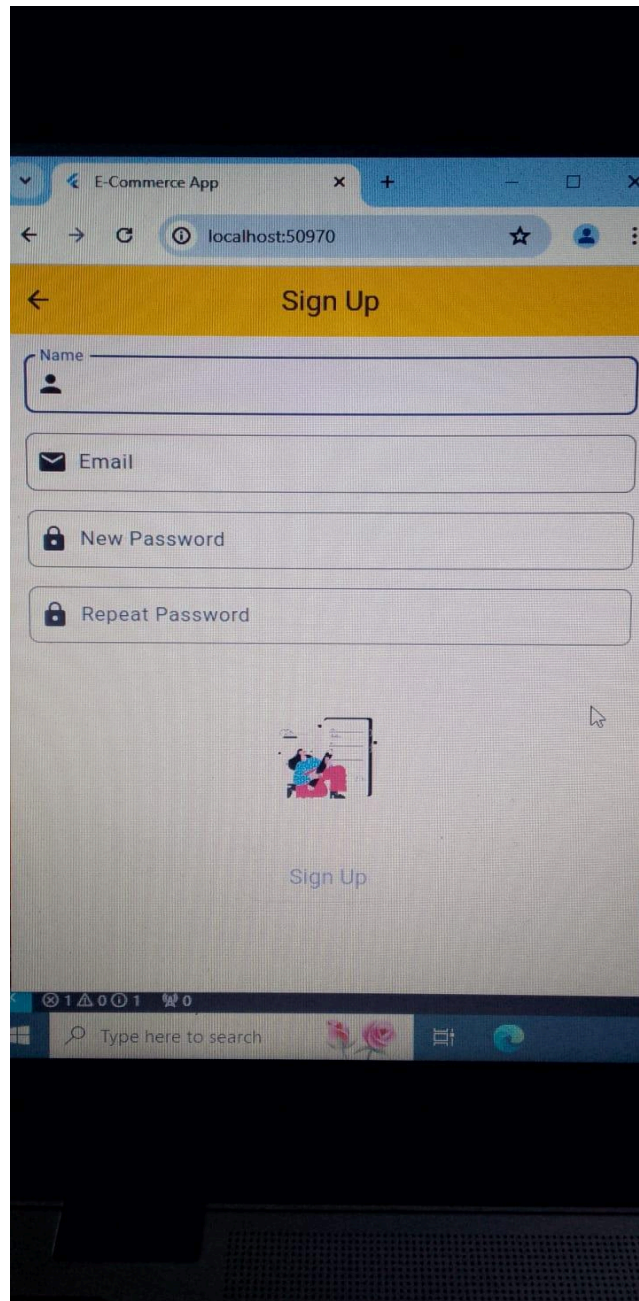 E-Commerce App
localhost:50970
Sign Up
Name
Email
New Password
Repeat Password
Sign Up
1 0 1 0
Type here to search